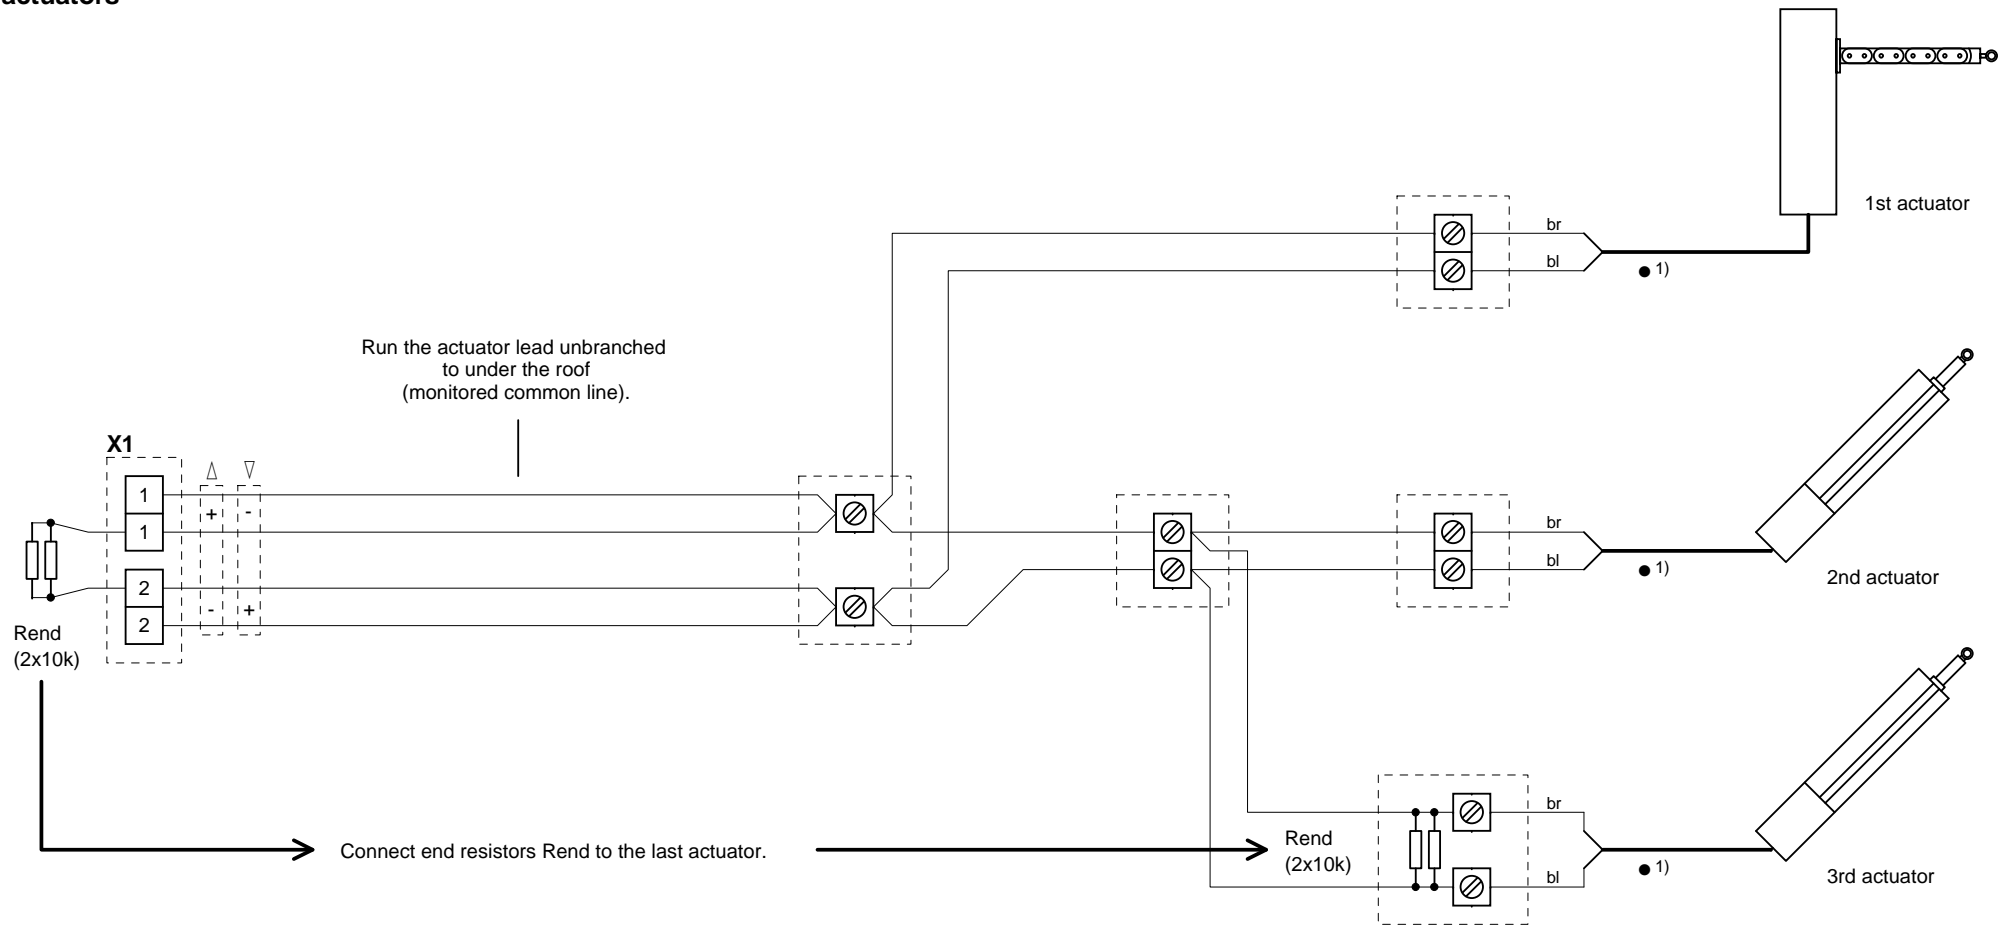 actuators
1st actuator
br
bl
● 1)
Run the actuator lead unbranched
to under the roof
(monitored common line).
X1
1
+ -
1
2
- +
2
br
bl
● 1)
2nd actuator
Rend
(2x10k)
br
bl
● 1)
3rd actuator
Connect end resistors Rend to the last actuator.
Rend
(2x10k)